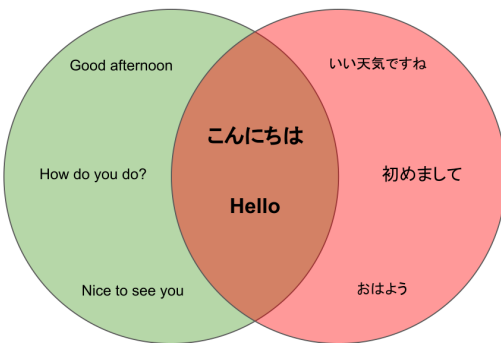 Good afternoon
いい天気ですね
こんにちは
How do you do?
初めまして
Hello
Nice to see you
おはよう